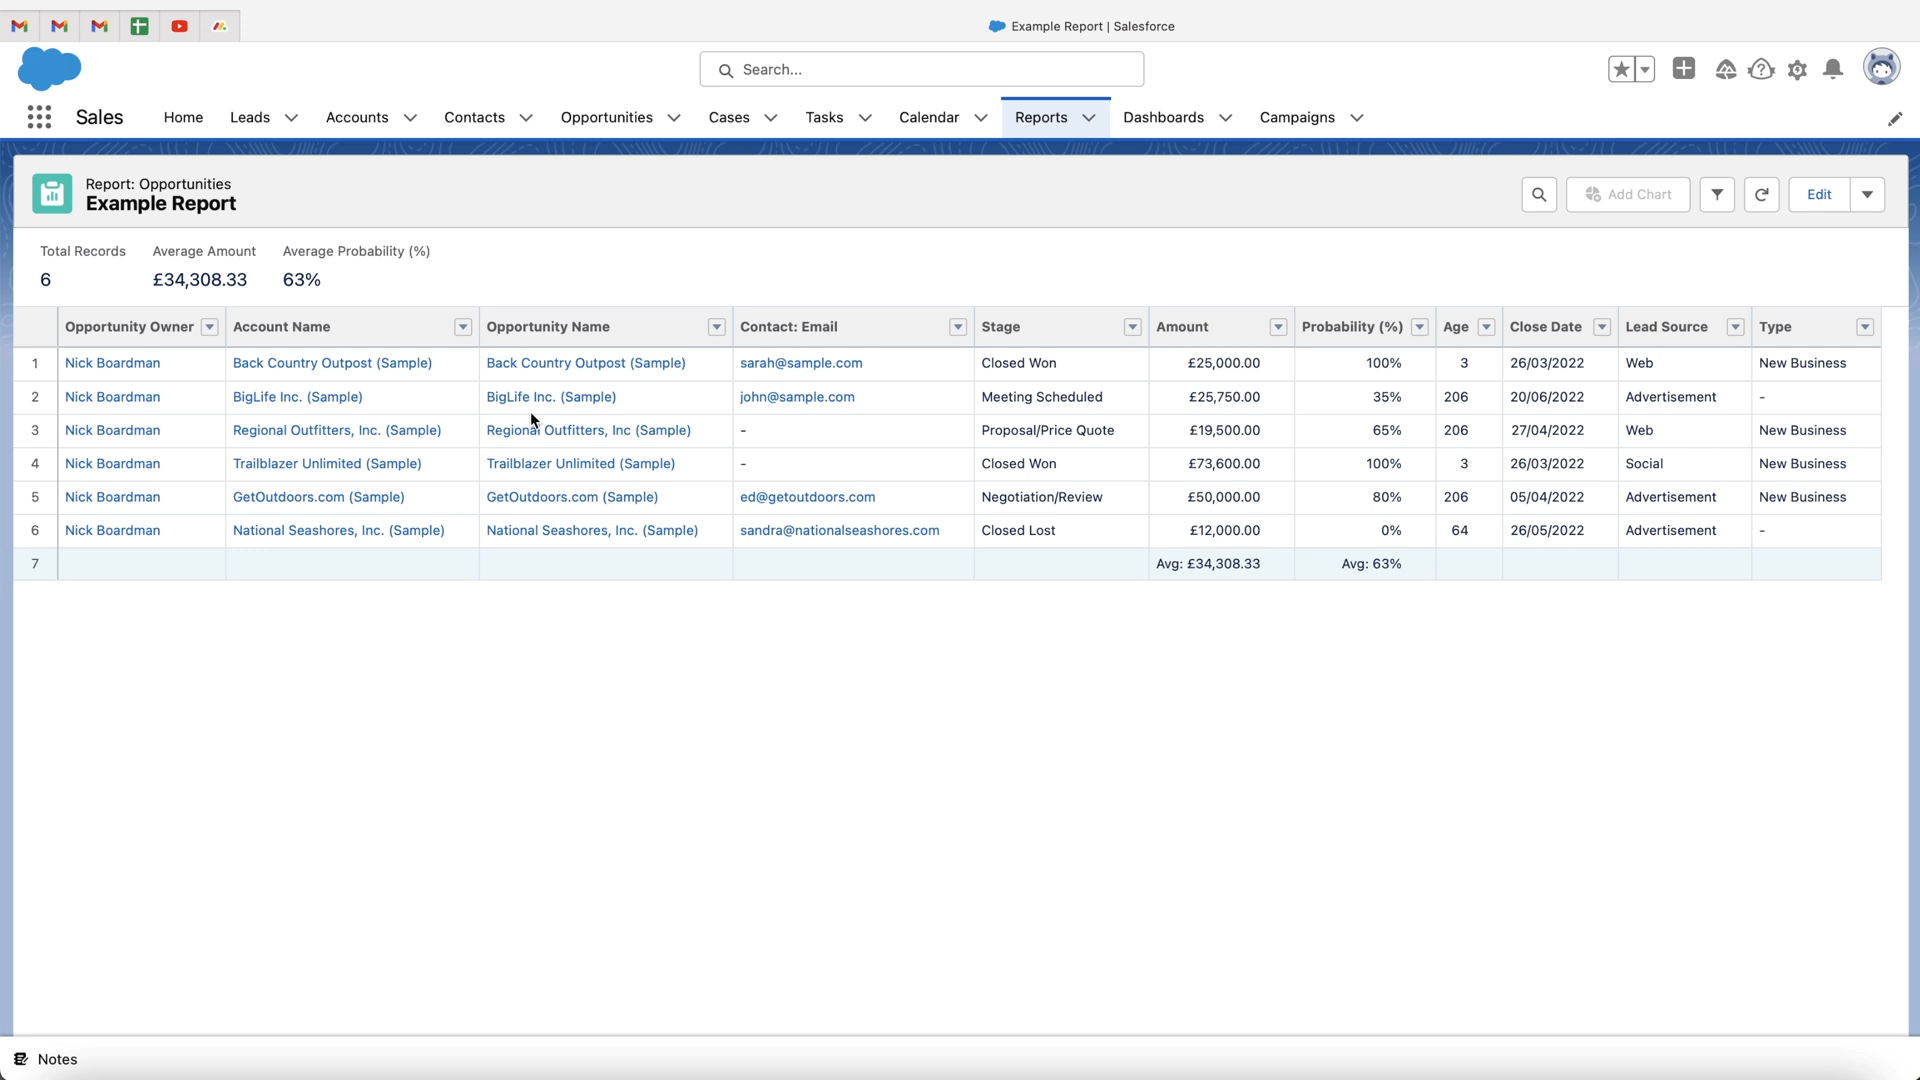 Example Report | Salesforce
Search...
Sales Home Leads Accounts Contacts Opportunities Cases Tasks Calendar Reports Dashboards Campaigns
Report: Opportunities
Example Report
Add Chart Edit
Total Records Average Amount Average Probability (%)
6 £34,308.33 63%
Opportunity Owner Account Name Opportunity Name Contact: Email Stage Amount Probability (%) Age Close Date Lead Source Type
1 Nick Boardman Back Country Outpost (Sample) Back Country Outpost (Sample) sarah@sample.com Closed Won £25,000.00 100% 3 26/03/2022 Web New Business
2 Nick Boardman BigLife Inc. (Sample) BigLife Inc. (Sample) john@sample.com Meeting Scheduled £25,750.00 35% 206 20/06/2022 Advertisement -
3 Nick Boardman Regional Outfitters, Inc. (Sample) Regional Outfitters, Inc (Sample) - Proposal/Price Quote £19,500.00 65% 206 27/04/2022 Web New Business
4 Nick Boardman Trailblazer Unlimited (Sample) Trailblazer Unlimited (Sample) - Closed Won £73,600.00 100% 3 26/03/2022 Social New Business
5 Nick Boardman GetOutdoors.com (Sample) GetOutdoors.com (Sample) ed@getoutdoors.com Negotiation/Review £50,000.00 80% 206 05/04/2022 Advertisement New Business
6 Nick Boardman National Seashores, Inc. (Sample) National Seashores, Inc. (Sample) sandra@nationalseashores.com Closed Lost £12,000.00 0% 64 26/05/2022 Advertisement -
7 Avg: £34,308.33 Avg: 63%
Notes